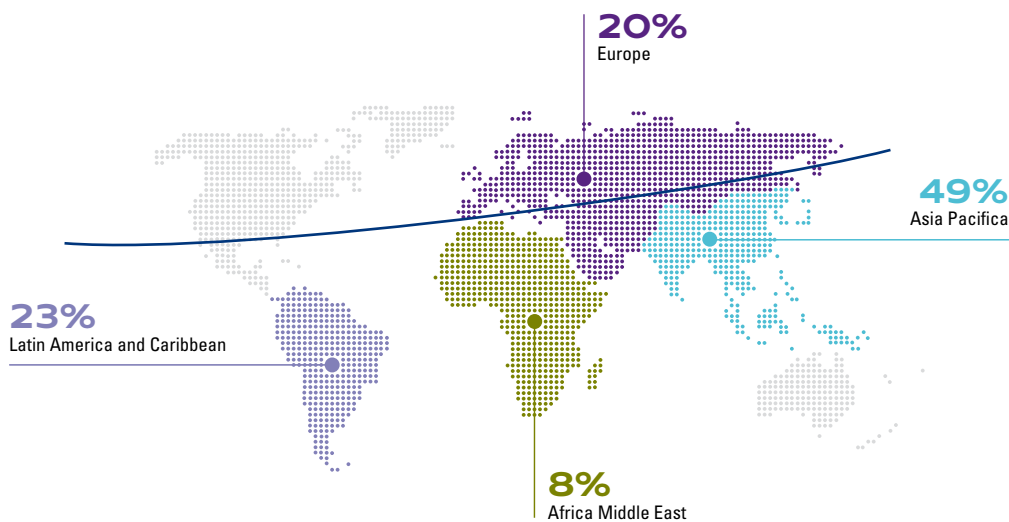 20%
Europe
49%
Asia Pacifica
23%
Latin America and Caribbean
8%
Africa Middle East